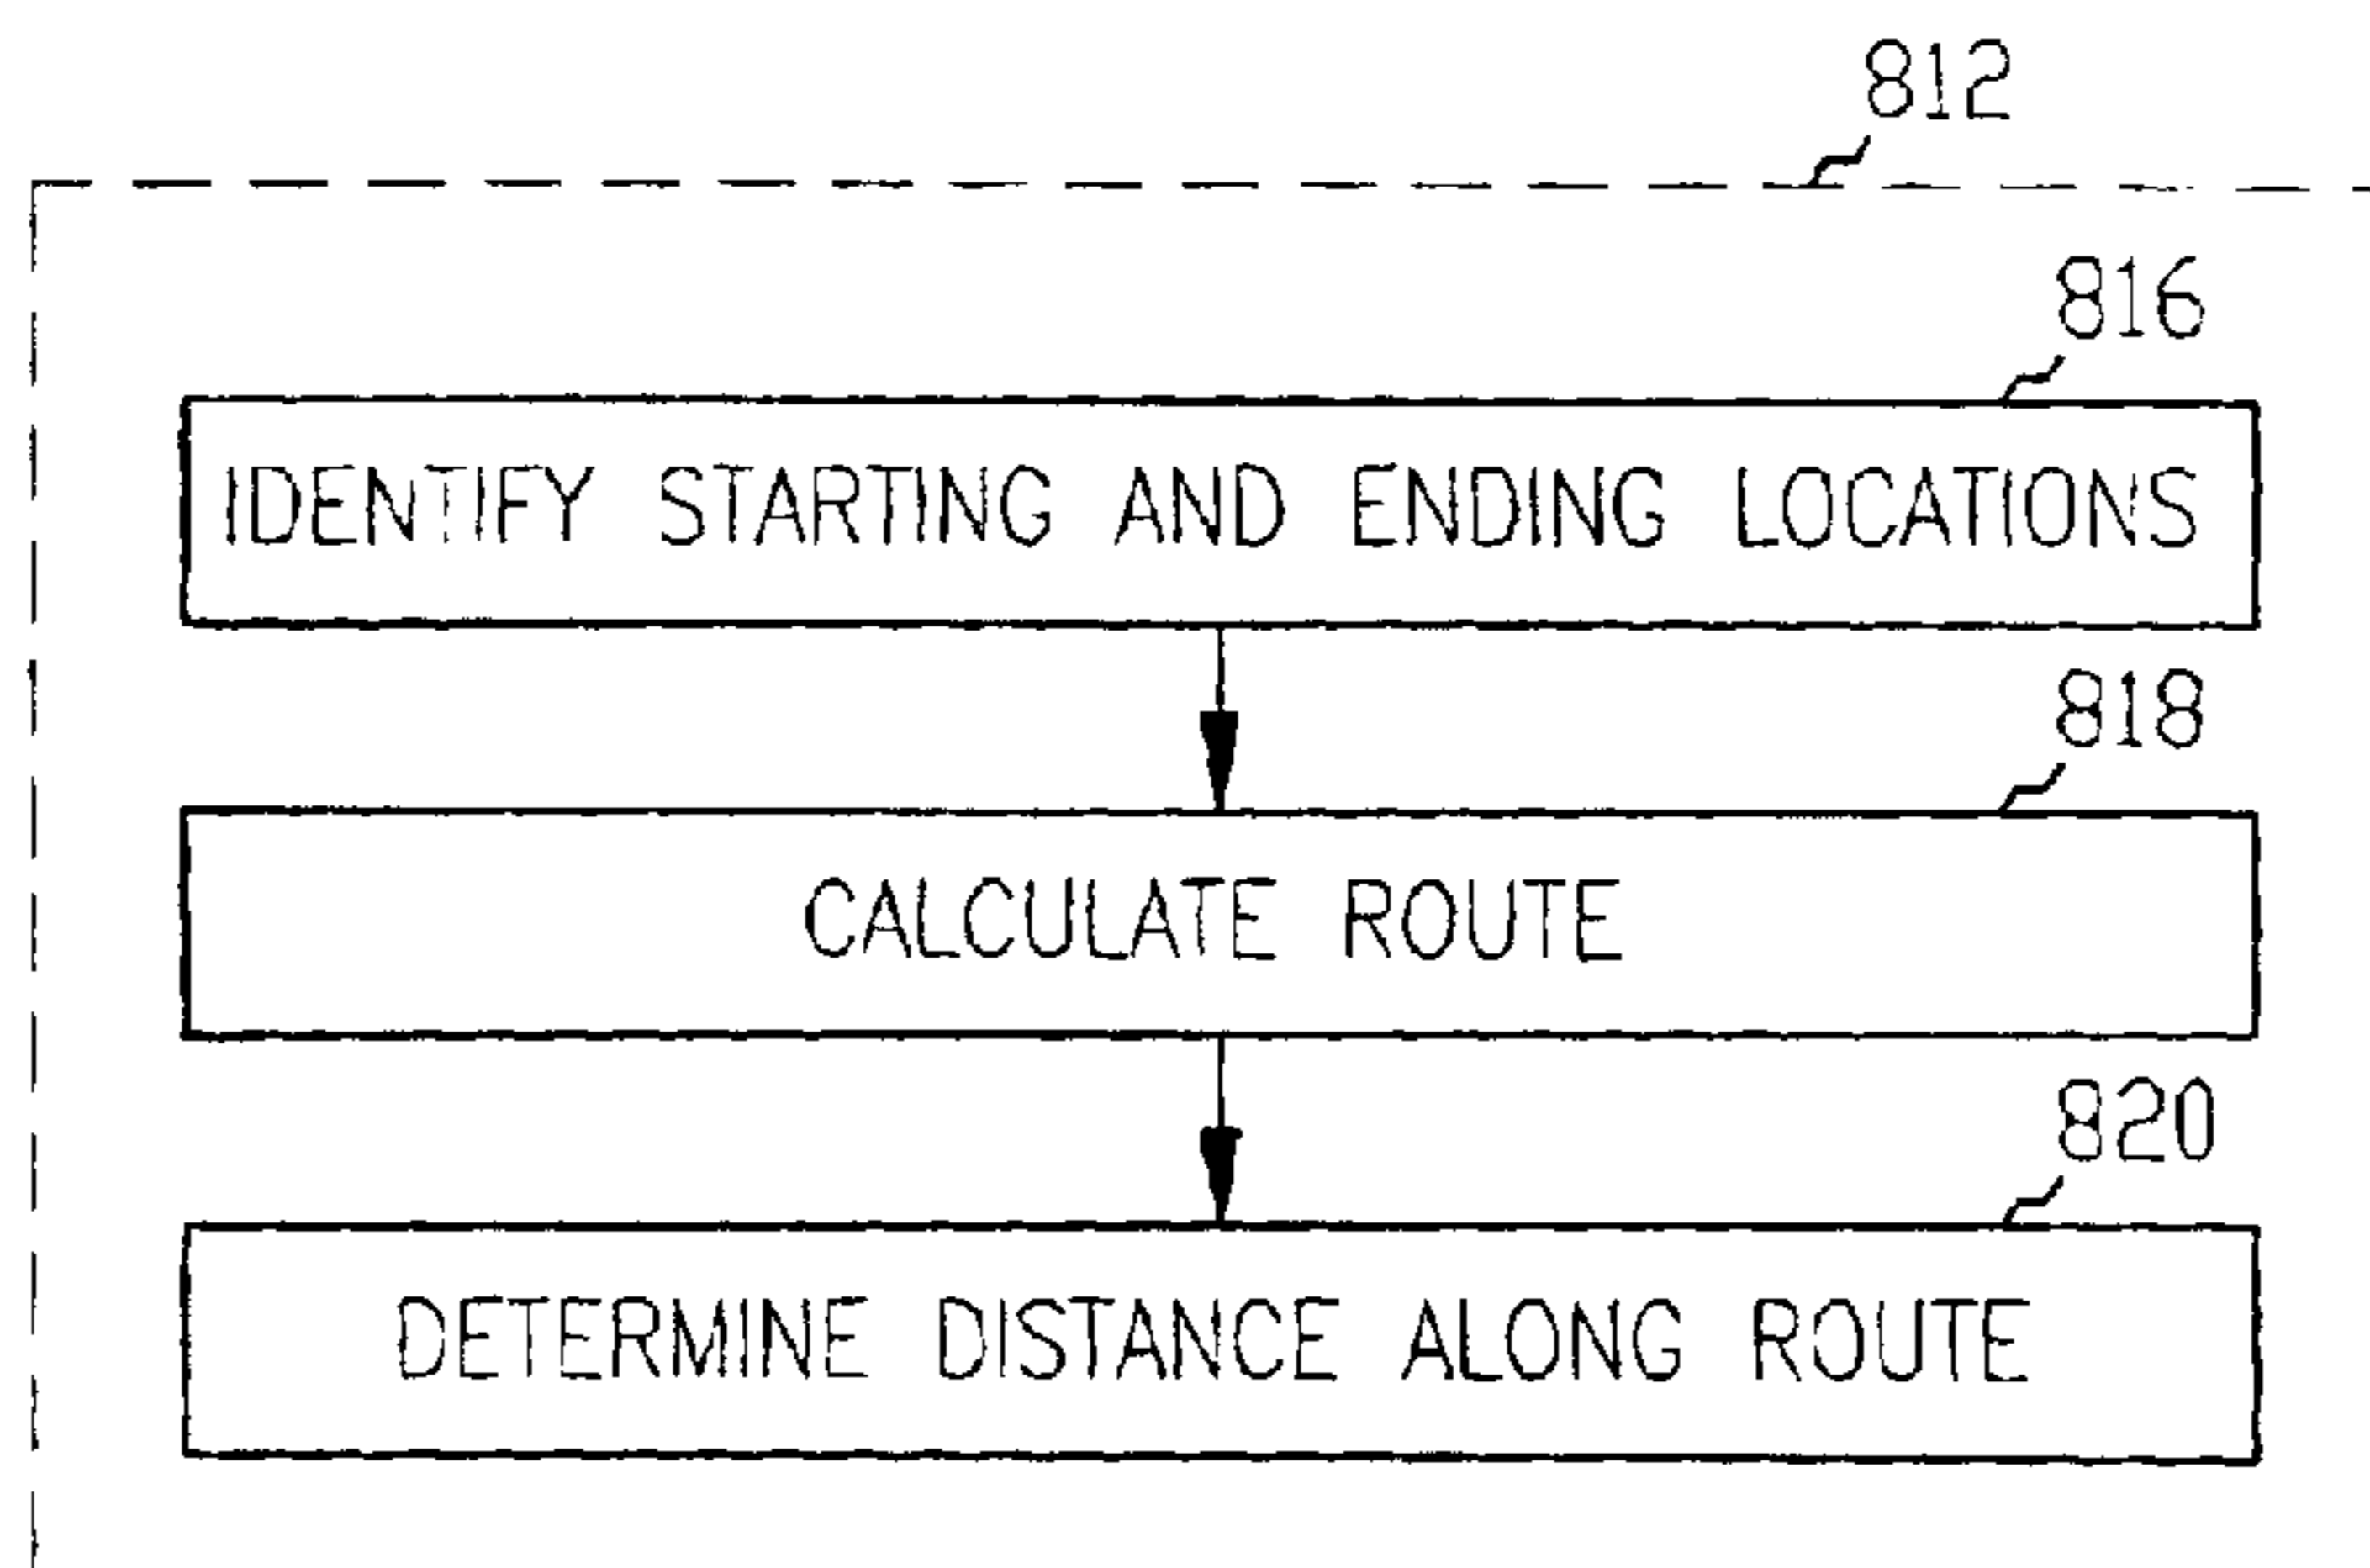 812
816
IDENTIFY STARTING AND ENDING LOCATIONS
818
CALCULATE ROUTE
820
DETERMINE DISTANCE ALONG ROUTE